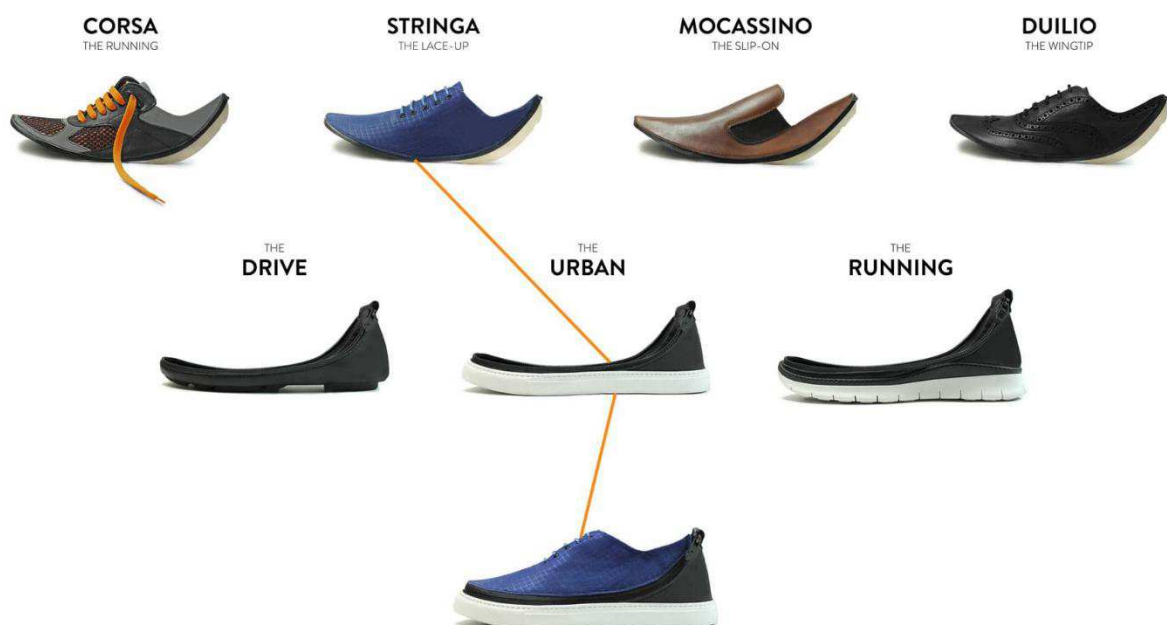 CORSA
THE RUNNING
STRINGA
THE LACE-UP
MOCASSINO
THE SLIP-ON
DUILIO
THE WINGTIP
THE
DRIVE
THE
URBAN
THE
RUNNING